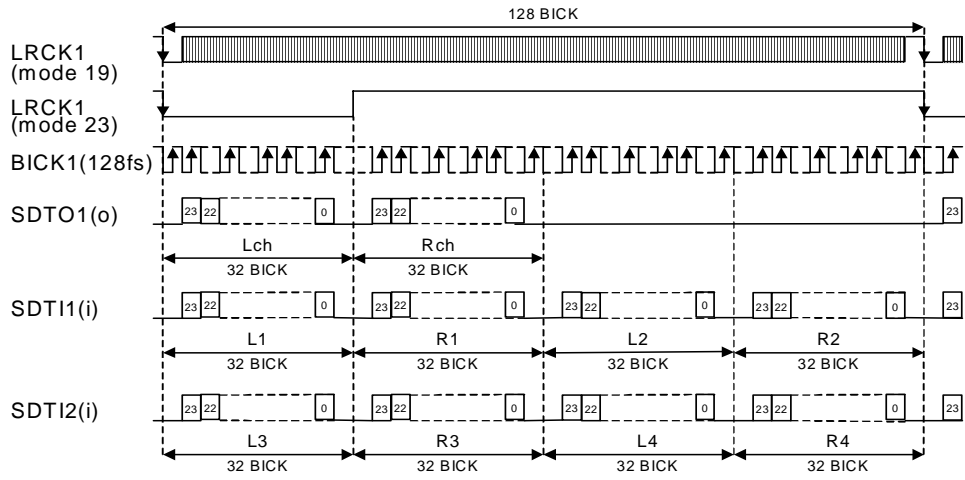 128 BICK
LRCK1
(mode 19)
LRCK1
(mode 23)
BICK1(128fs)
SDTO1(o)
23 22 0 23 22 0 23
Lch Rch
32 BICK 32 BICK
SDTI1(i)
23 22 0 23 22 0 23 22 0 23 22 0 23
L1 R1 L2 R2
32 BICK 32 BICK 32 BICK 32 BICK
SDTI2(i)
23 22 0 23 22 0 23 22 0 23 22 0 23
L3 R3 L4 R4
32 BICK 32 BICK 32 BICK 32 BICK